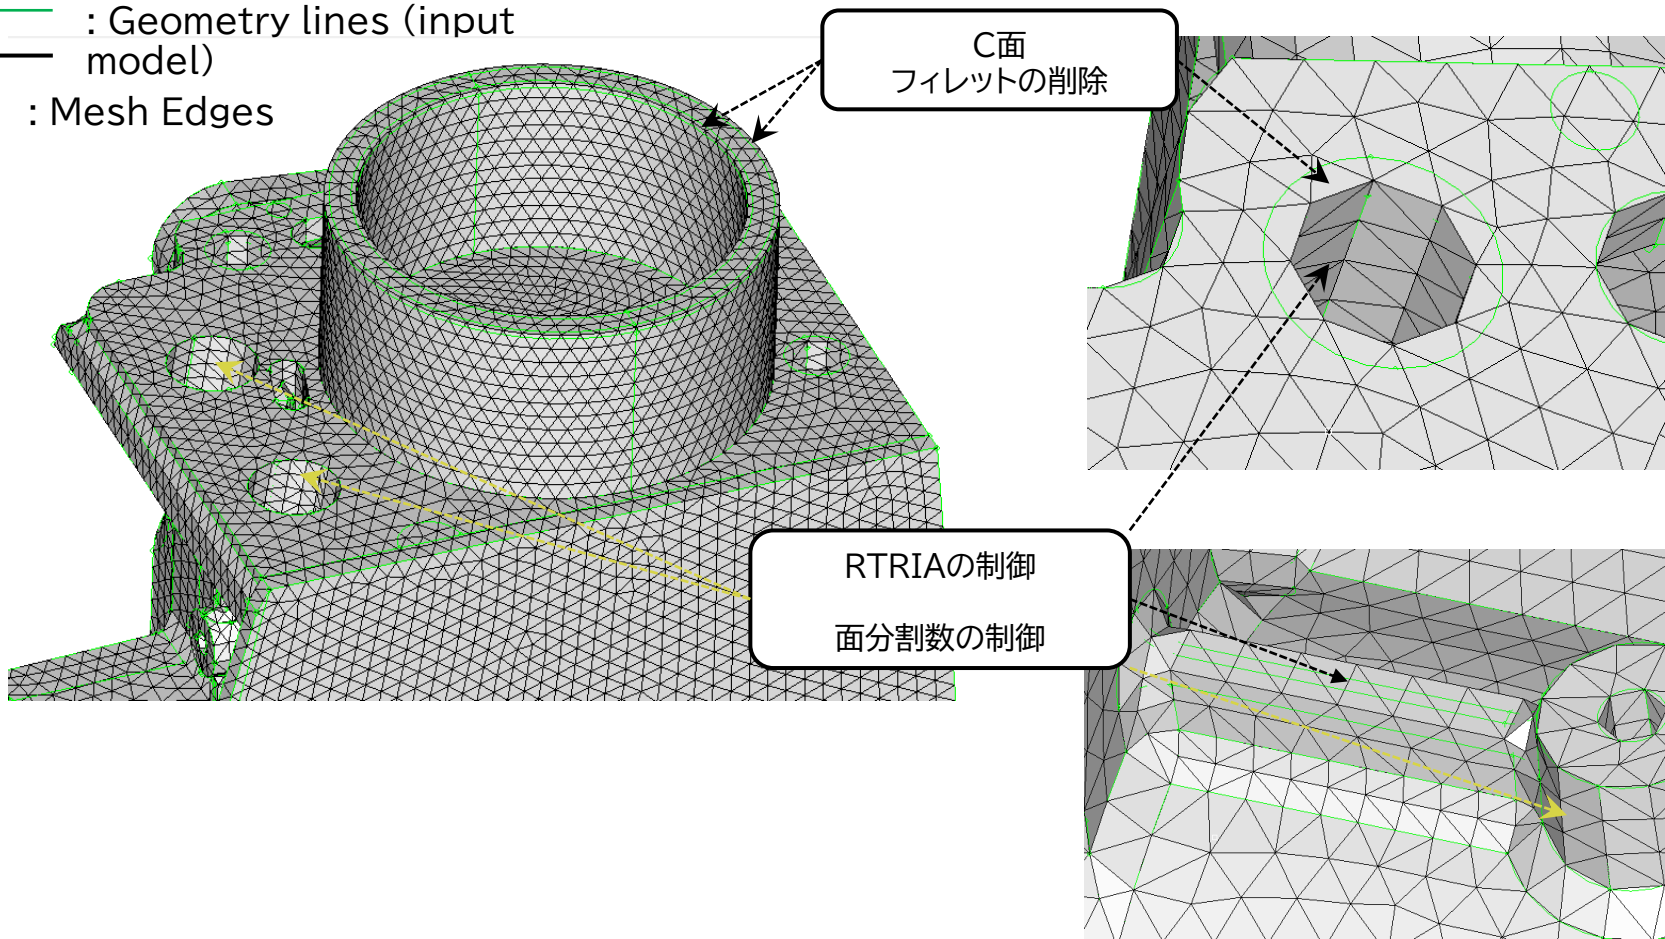 : Geometry lines (input
model)
: Mesh Edges
C面
フィレットの削除
RTRIAの制御
面分割数の制御